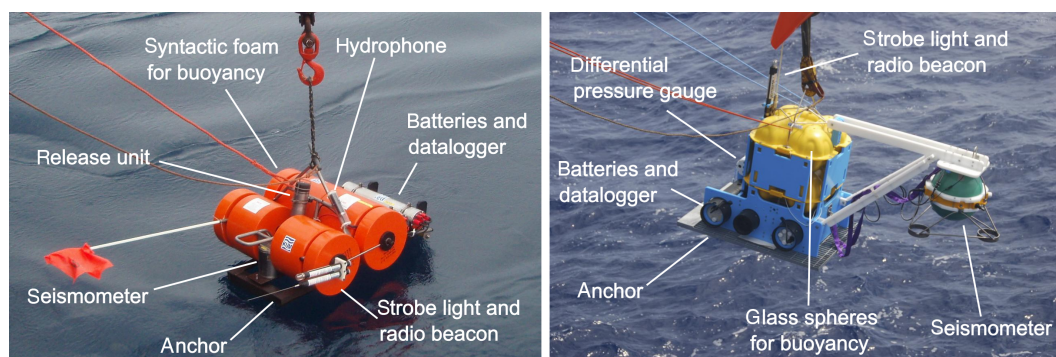 Syntactic foam
for buoyancy
Hydrophone
Batteries and
datalogger
Release unit
Seismometer
Anchor
Strobe light and
radio beacon
Strobe light and
radio beacon
Differential
pressure gauge
Batteries and
datalogger
Anchor
Glass spheres
for buoyancy
Seismometer